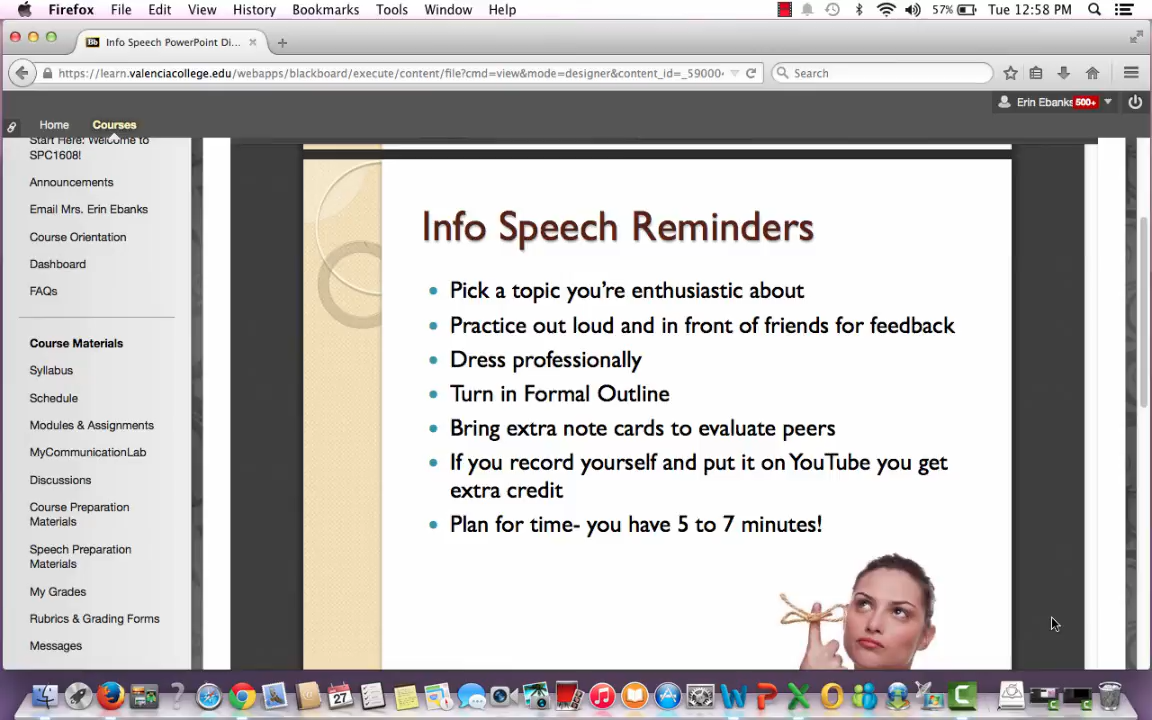 Firefox File Edit View History Bookmarks Tools Window Help 57% Tue 12:58 PM
Bb Info Speech PowerPoint Di...
https://learn.valenciacollege.edu/webapps/blackboard/execute/content/file?cmd=view&mode=designer&content_id=_59000 Search
Erin Ebanks 500+
Home Courses
Start Here: Welcome to
SPC1608!
Announcements
Email Mrs. Erin Ebanks
Course Orientation
Dashboard
FAQs
Course Materials
Syllabus
Schedule
Modules & Assignments
MyCommunicationLab
Discussions
Course Preparation
Materials
Speech Preparation
Materials
My Grades
Rubrics & Grading Forms
Messages
Info Speech Reminders
• Pick a topic you're enthusiastic about
• Practice out loud and in front of friends for feedback
• Dress professionally
• Turn in Formal Outline
• Bring extra note cards to evaluate peers
• If you record yourself and put it on YouTube you get
extra credit
• Plan for time- you have 5 to 7 minutes!
27